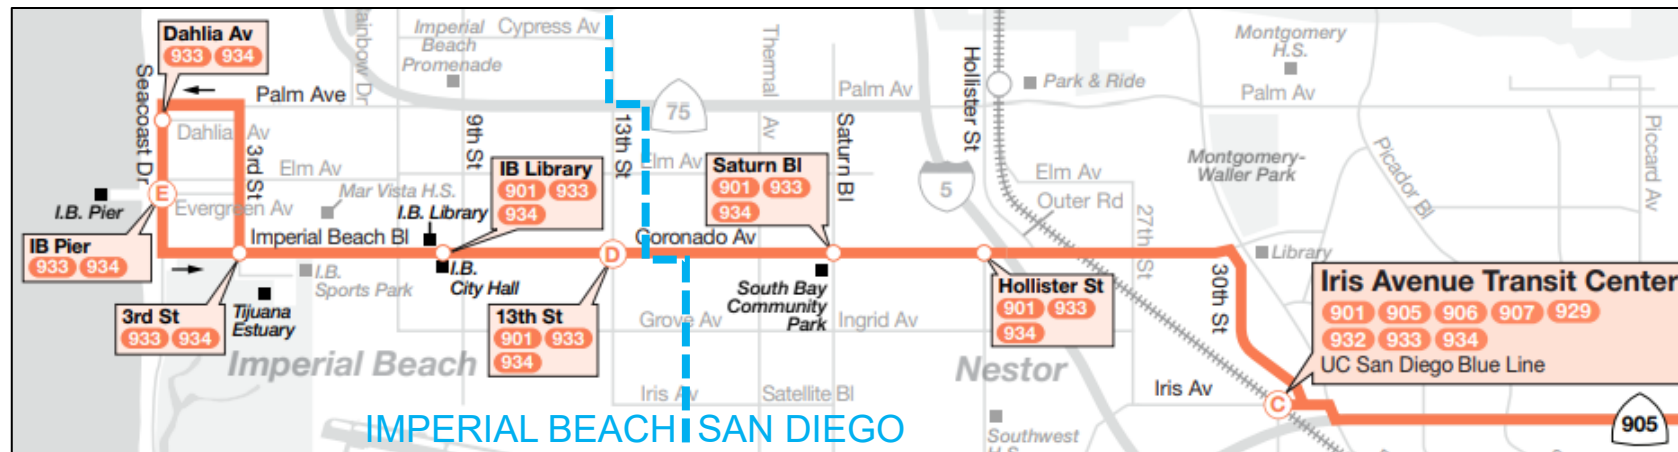 Dahlia Av
933 934
Seacoast Dr
Palm Ave
Dahlia Av
3rd St
Elm Av
Evergreen Av
I.B. Pier
IB Pier
933 934
3rd St
933 934
Tijuana
Estuary
I.B.
Sports Park
Imperial Beach Bl
Mar Vista H.S.
I.B. Library
I.B.
City Hall
Rainbow Dr
Imperial
Beach
Promenade
Cypress Av
9th St
IB Library
901 933
934
13th St
13th St
901 933
934
Imperial Beach
IMPERIAL BEACH
SAN DIEGO
75
Thermal
Av
Elm Av
Coronado Av
Grove Av
Iris Av
Satellite Bl
Palm Av
Saturn Bl
Saturn Bl
901 933
934
South Bay
Community
Park
Ingrid Av
Hollister St
Park & Ride
5
Hollister St
901 933
934
Nestor
Southwest
H.S.
Elm Av
Outer Rd
27th St
30th St
Iris Av
Montgomery
H.S.
Palm Av
Montgomery-
Waller Park
Picador Bl
Piccard Av
Library
Iris Avenue Transit Center
901 905 906 907 929
932 933 934
UC San Diego Blue Line
E
D
C
905